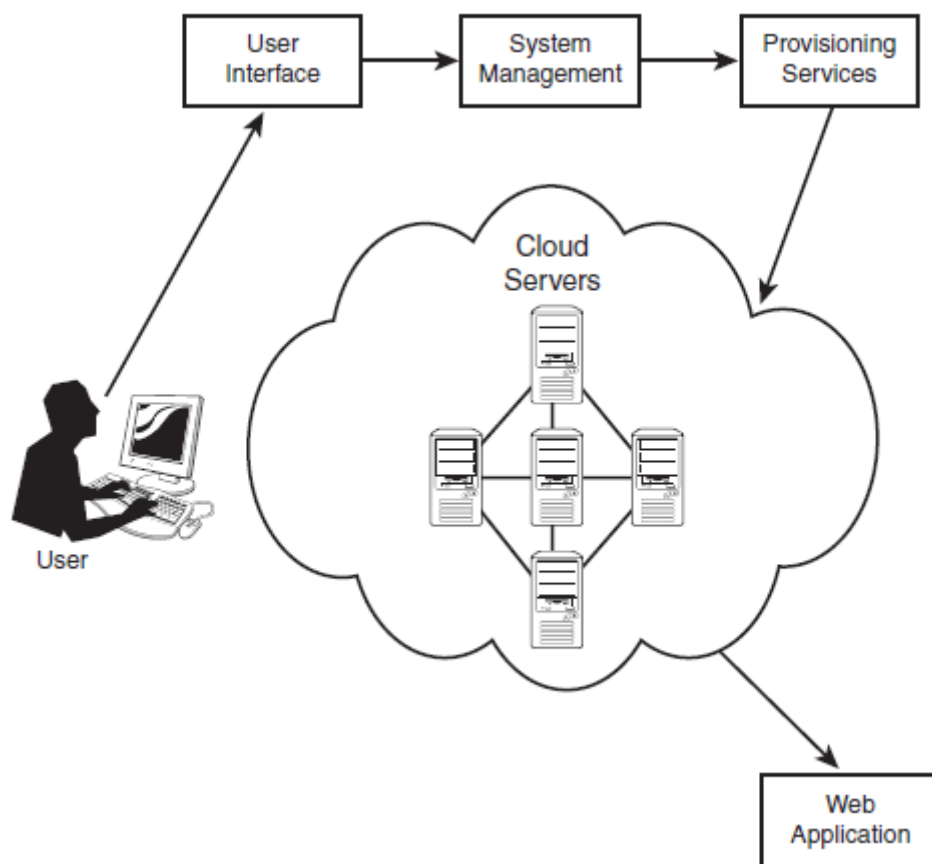 User
Interface
System
Management
Provisioning
Services
Cloud
Servers
User
Web
Application